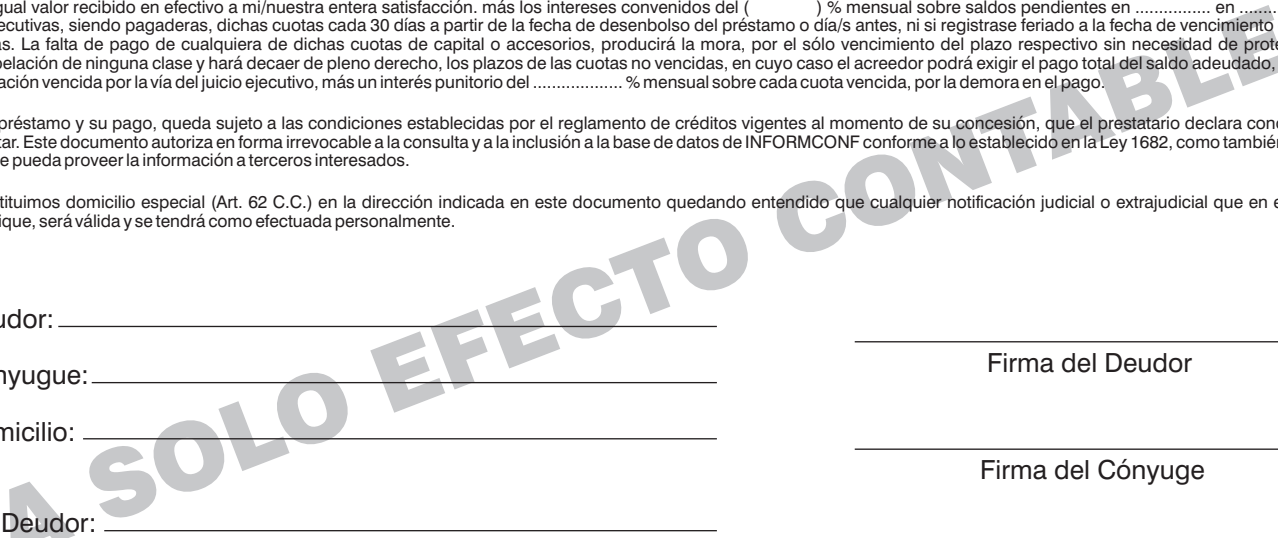 gual valor recibido en efectivo a mi/nuestra entera satisfacción. más los intereses convenidos del ( ) % mensual sobre saldos pendientes en ............... en ........
ecutivas, siendo pagaderas, dichas cuotas cada 30 días a partir de la fecha de desenbolso del préstamo o día/s antes, ni si registrase feriado a la fecha de vencimento
as. La falta de pago de cualquiera de dichas cuotas de capital o accesorios, producirá la mora, por el sólo vencimiento del plazo respectivo sin necesidad de prote
pelación de ninguna clase y hará decaer de pleno derecho, los plazos de las cuotas no vencidas, en cuyo caso el acreedor podrá exigir el pago total del saldo adeudado,
ación vencida por la vía del juicio ejecutivo, más un interés punitorio del .................. % mensual sobre cada cuota vencida, por la demora en el pago.
préstamo y su pago, queda sujeto a las condiciones establecidas por el reglamento de créditos vigentes al momento de su concesión, que el prestatario declara cono
tar. Este documento autoriza en forma irrevocable a la consulta y a la inclusión a la base de datos de INFORMCONF conforme a lo establecido en la Ley 1682, como también
e pueda proveer la información a terceros interesados.
tituimos domicilio especial (Art. 62 C.C.) en la dirección indicada en este documento quedando entendido que cualquier notificación judicial o extrajudicial que en e
ique, será válida y se tendrá como efectuada personalmente.
A SOLO EFECTO CONTABLE
udor:
Firma del Deudor
nyugue:
micilio:
Firma del Cónyuge
Deudor: